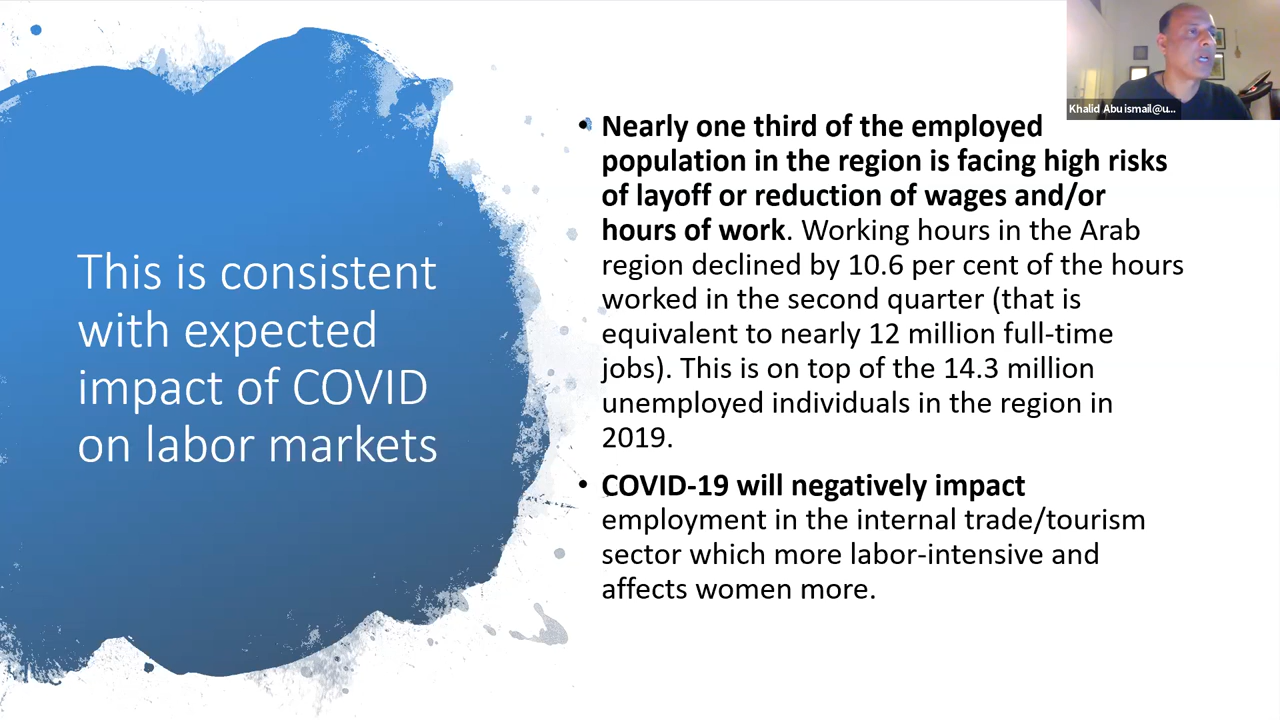 This is consistent
with expected
impact of COVID
on labor markets
• Nearly one third of the employed
population in the region is facing high risks
of layoff or reduction of wages and/or
hours of work. Working hours in the Arab
region declined by 10.6 per cent of the hours
worked in the second quarter (that is
equivalent to nearly 12 million full-time
jobs). This is on top of the 14.3 million
unemployed individuals in the region in
2019.
• COVID-19 will negatively impact
employment in the internal trade/tourism
sector which more labor-intensive and
affects women more.
Khalid Abuismail@u...